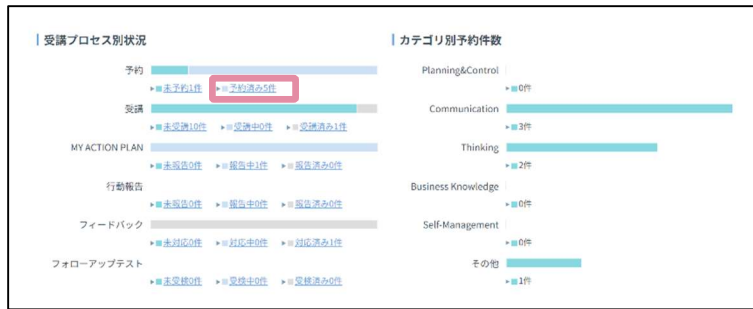 受講プロセス別状況
予約
未予約1件 予約済み5件
受講
未受講10件 受講中0件 受講済み1件
MY ACTION PLAN
未報告0件 報告中1件 報告済み0件
行動報告
未報告0件 報告中0件 報告済み0件
フィードバック
未対応0件 対応中0件 対応済み1件
フォローアップテスト
未受検0件 受検中0件 受検済み0件
カテゴリ別予約件数
Planning&Control
0件
Communication
3件
Thinking
2件
Business Knowledge
0件
Self-Management
0件
その他
1件